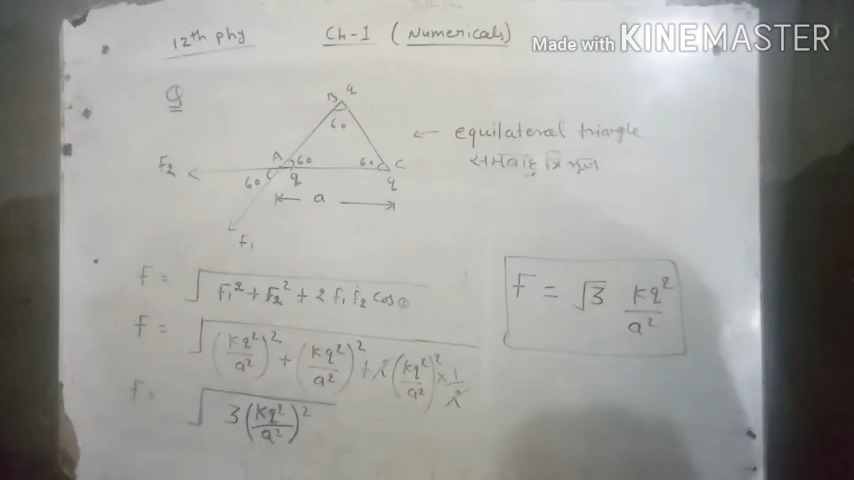 12th phy
Ch-I (Numericals)
Made with KINEMASTER
Q
B q
60
← equilateral triangle
समबाहु त्रिभुज
F2 A 60 60 C
60 q q
a
F1
F = √(F1² + F2² + 2 F1 F2 cosθ)
F = √((Kq²/a²)² + (Kq²/a²)² + 2 (Kq²/a²)² × 1/2)
F = √(3 (Kq²/a²)²)
F = √3 Kq²/a²